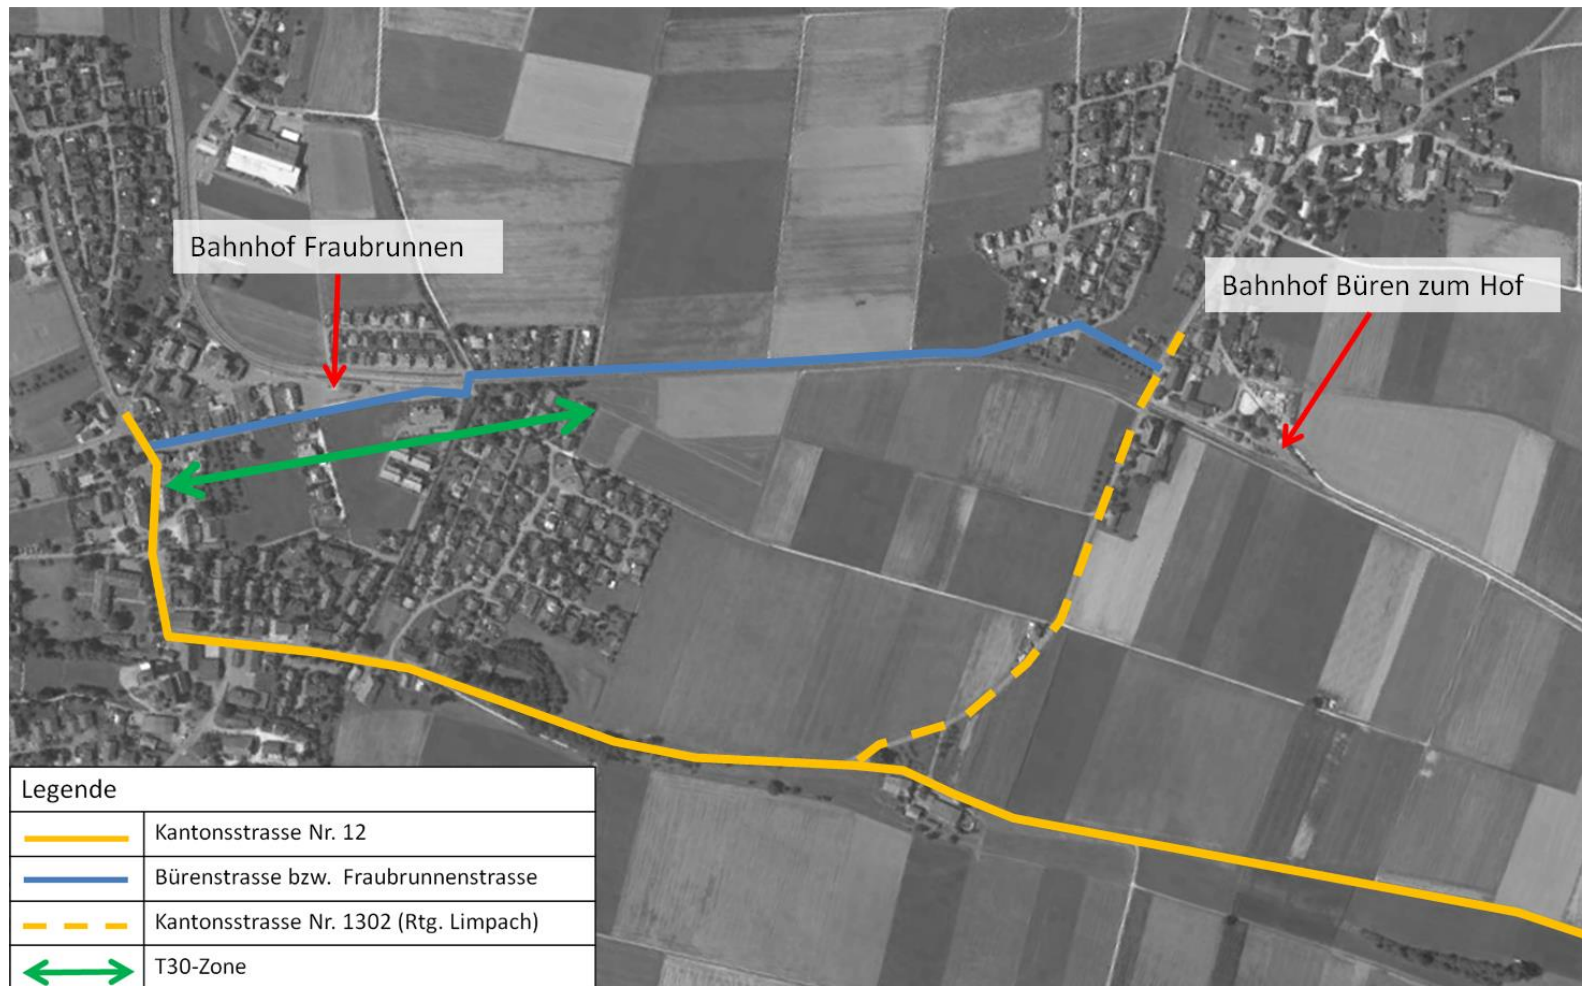 Bahnhof Fraubrunnen
Bahnhof Büren zum Hof
Legende
Kantonsstrasse Nr. 12
Bürenstrasse bzw. Fraubrunnenstrasse
Kantonsstrasse Nr. 1302 (Rtg. Limpach)
T30-Zone